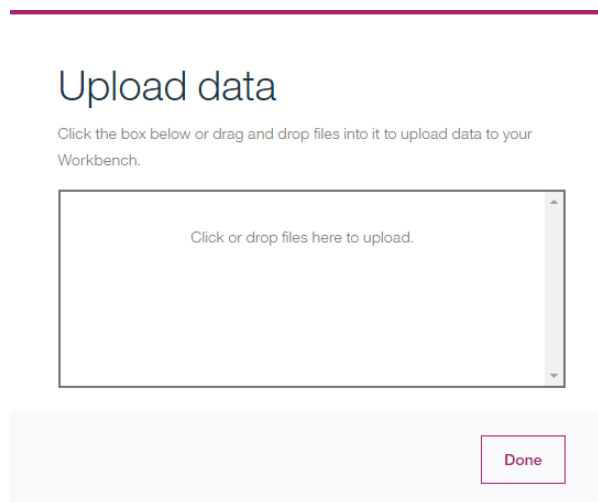 Upload data
Click the box below or drag and drop files into it to upload data to your
Workbench.
Click or drop files here to upload.
Done